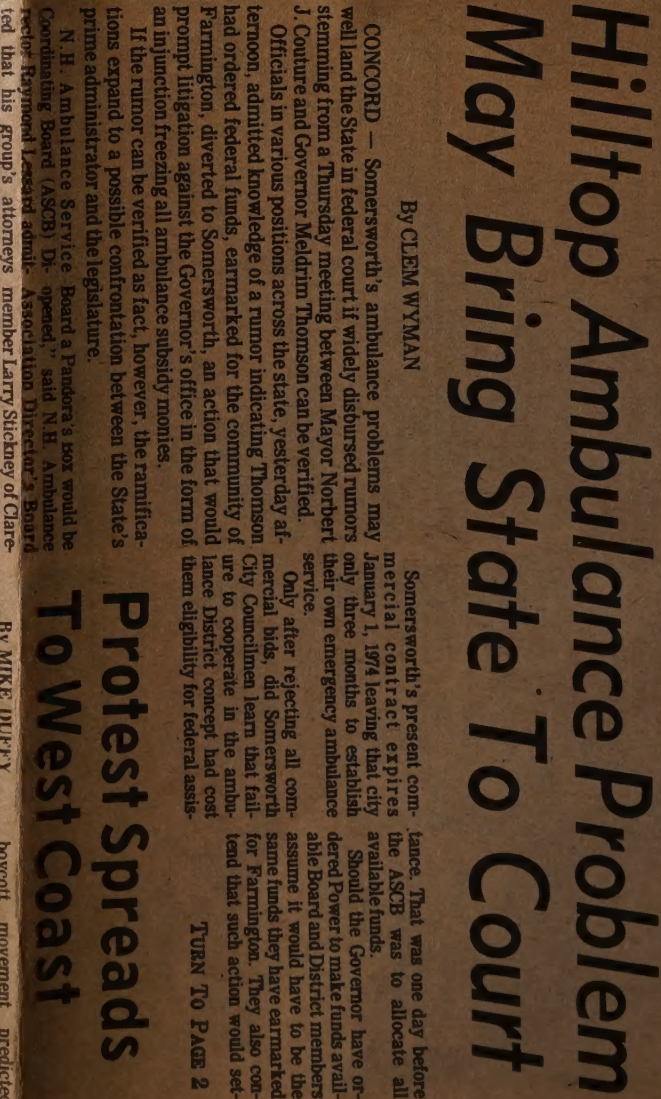 Hilltop Ambulance Problem
May Bring State To Court
By CLEM WYMAN
CONCORD — Somersworth's ambulance problems may
well land the State in federal court if widely disbursed rumors
stemming from a Thursday meeting between Mayor Norbert
J. Couture and Governor Meldrim Thomson can be verified.
Officials in various positions across the state, yesterday af-
ternoon, admitted knowledge of a rumor indicating Thomson
had ordered federal funds, earmarked for the community of
Farmington, diverted to Somersworth, an action that would
prompt litigation against the Governor's office in the form of
an injunction freezing all ambulance subsidy monies.
If the rumor can be verified as fact, however, the ramifica-
tions expand to a possible confrontation between the State's
prime administrator and the legislature.
N.H. Ambulance Service
Coordinating Board (ASCB) Di-
rector Raymond Lessard admit-
ted that his group's attorneys
Board a Pandora's box would be
opened," said N.H. Ambulance
Association Director's Board
member Larry Stickney of Clare-
Somersworth's present com-
mercial contract expires
January 1, 1974 leaving that city
only three months to establish
their own emergency ambulance
service.
Only after rejecting all com-
mercial bids, did Somersworth
City Councilmen learn that fail-
ure to cooperate in the ambu-
lance District concept had cost
them eligibility for federal assis-
tance. That was one day before
the ASCB was to allocate all
available funds.
Should the Governor have or-
dered Power to make funds avail-
able Board and District members
assume it would have to be the
same funds they have earmarked
for Farmington. They also con-
tend that such action would set-
TURN TO PAGE 2
Protest Spreads
To West Coast
By MIKE DUFFY
boycott movement predicted